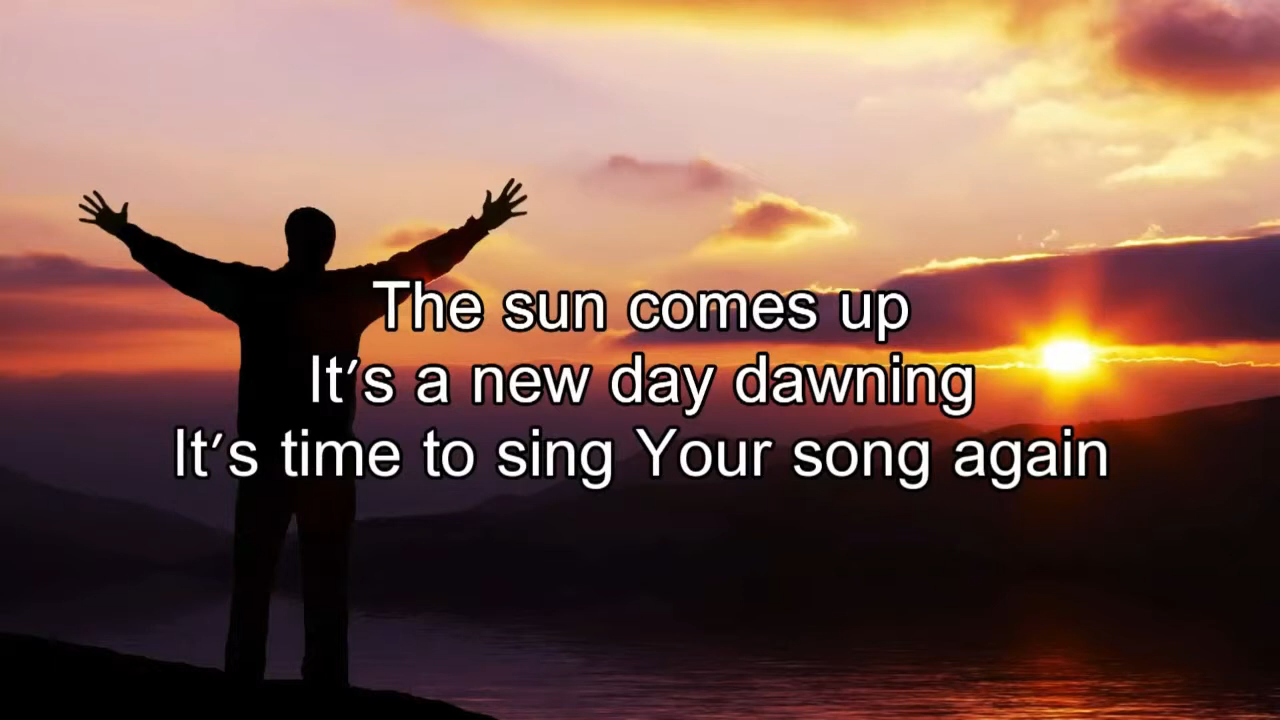 The sun comes up
It's a new day dawning
It's time to sing Your song again